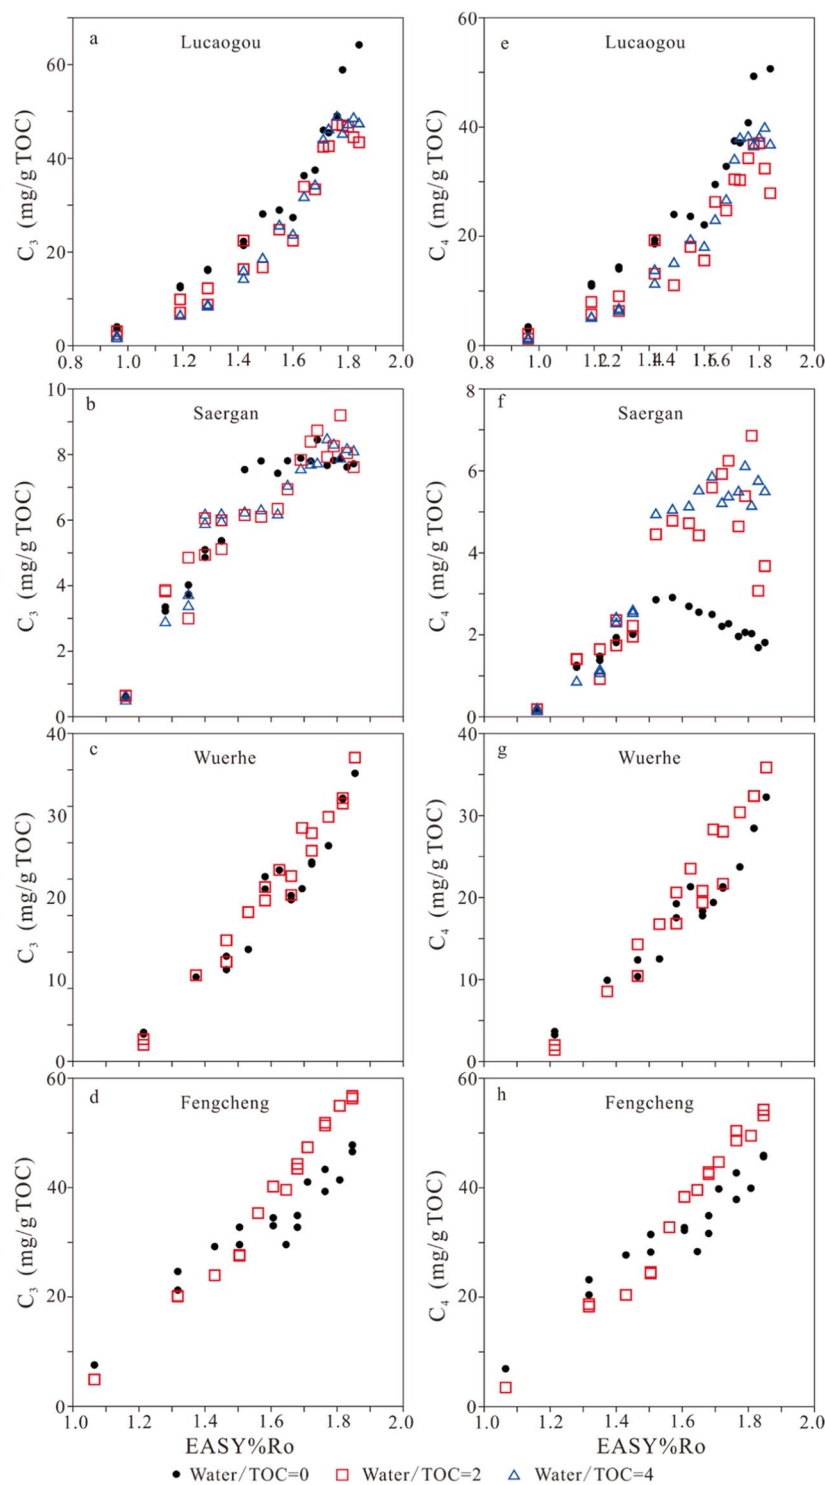 a
Lucaogou
60
40
20
0
C₃ (mg/g TOC)
0.8 1.0 1.2 1.4 1.6 1.8 2.0
e
Lucaogou
60
40
20
0
C₄ (mg/g TOC)
0.8 1.0 1.2 1.4 1.6 1.8 2.0
b
Saergan
10
8
6
4
2
0
C₃ (mg/g TOC)
f
Saergan
8
6
4
2
0
C₄ (mg/g TOC)
c
Wuerhe
40
30
20
10
0
C₃ (mg/g TOC)
g
Wuerhe
40
30
20
10
0
C₄ (mg/g TOC)
d
Fengcheng
60
40
20
0
C₃ (mg/g TOC)
1.0 1.2 1.4 1.6 1.8 2.0
EASY%Ro
h
Fengcheng
60
40
20
0
C₄ (mg/g TOC)
1.0 1.2 1.4 1.6 1.8 2.0
EASY%Ro
Water/TOC=0 Water/TOC=2 Water/TOC=4